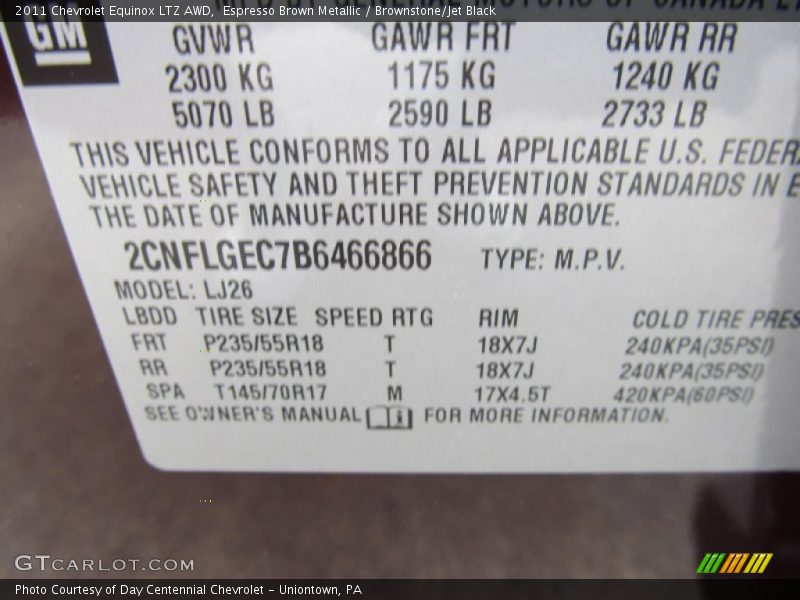 2011 Chevrolet Equinox LTZ AWD, Espresso Brown Metallic / Brownstone/Jet Black
GM
GVWR GAWR FRT GAWR RR
2300 KG 1175 KG 1240 KG
5070 LB 2590 LB 2733 LB
THIS VEHICLE CONFORMS TO ALL APPLICABLE U.S. FEDERA
VEHICLE SAFETY AND THEFT PREVENTION STANDARDS IN E
THE DATE OF MANUFACTURE SHOWN ABOVE.
2CNFLGEC7B6466866 TYPE: M.P.V.
MODEL: LJ26
LBDD TIRE SIZE SPEED RTG RIM COLD TIRE PRES
FRT P235/55R18 T 18X7J 240KPA(35PSI)
RR P235/55R18 T 18X7J 240KPA(35PSI)
SPA T145/70R17 M 17X4.5T 420KPA(60PSI)
SEE OWNER'S MANUAL FOR MORE INFORMATION.
GTCARLOT.COM
Photo Courtesy of Day Centennial Chevrolet – Uniontown, PA